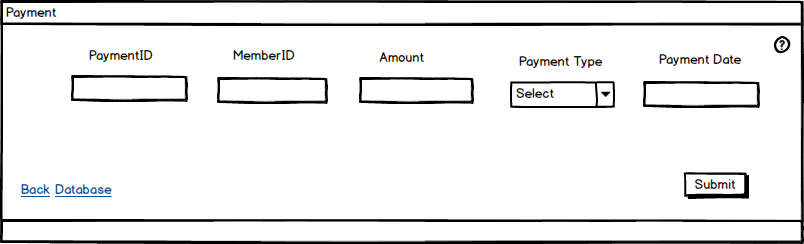 Payment
PaymentID MemberID Amount Payment Type Payment Date
?
Select
Back Database
Submit